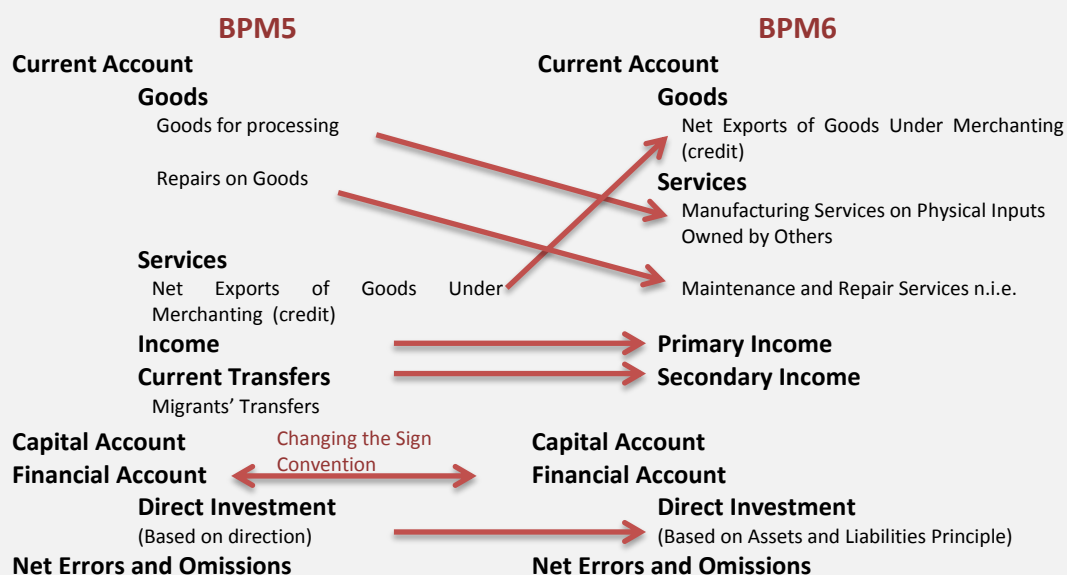 BPM5
Current Account
Goods
Goods for processing
Repairs on Goods
Services
Net Exports of Goods Under
Merchanting (credit)
Income
Current Transfers
Migrants’ Transfers
Capital Account
Financial Account
Direct Investment
(Based on direction)
Net Errors and Omissions
Changing the Sign
Convention
BPM6
Current Account
Goods
Net Exports of Goods Under Merchanting
(credit)
Services
Manufacturing Services on Physical Inputs
Owned by Others
Maintenance and Repair Services n.i.e.
Primary Income
Secondary Income
Capital Account
Financial Account
Direct Investment
(Based on Assets and Liabilities Principle)
Net Errors and Omissions